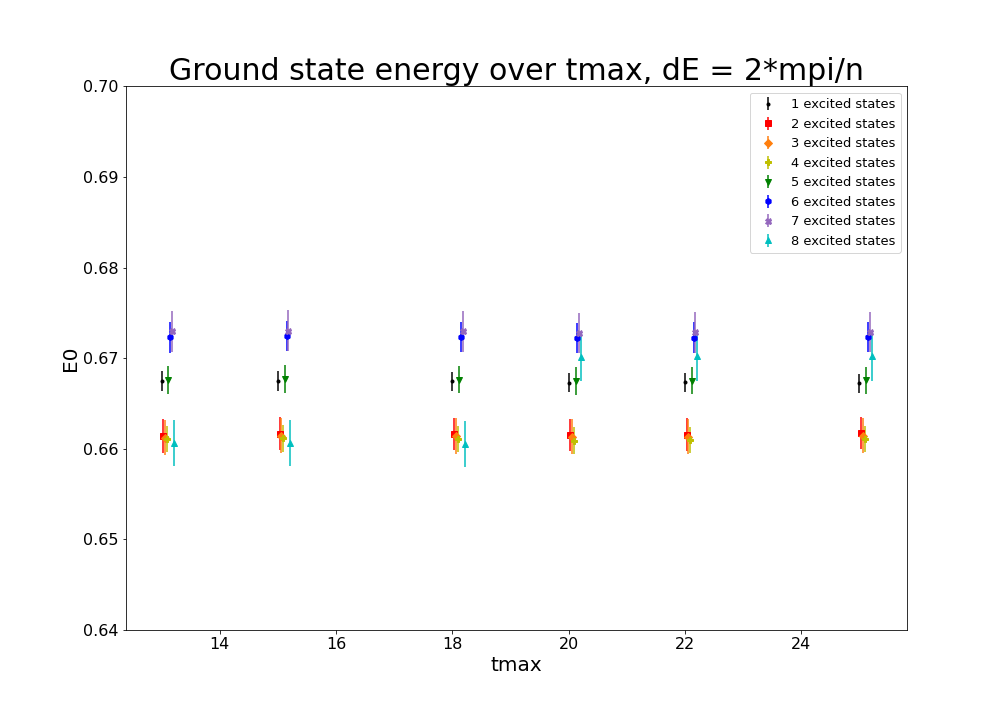 Ground state energy over tmax, dE = 2*mpi/n
0.70
0.69
0.68
0.67
0.66
0.65
0.64
E0
14 16 18 20 22 24
tmax
1 excited states
2 excited states
3 excited states
4 excited states
5 excited states
6 excited states
7 excited states
8 excited states